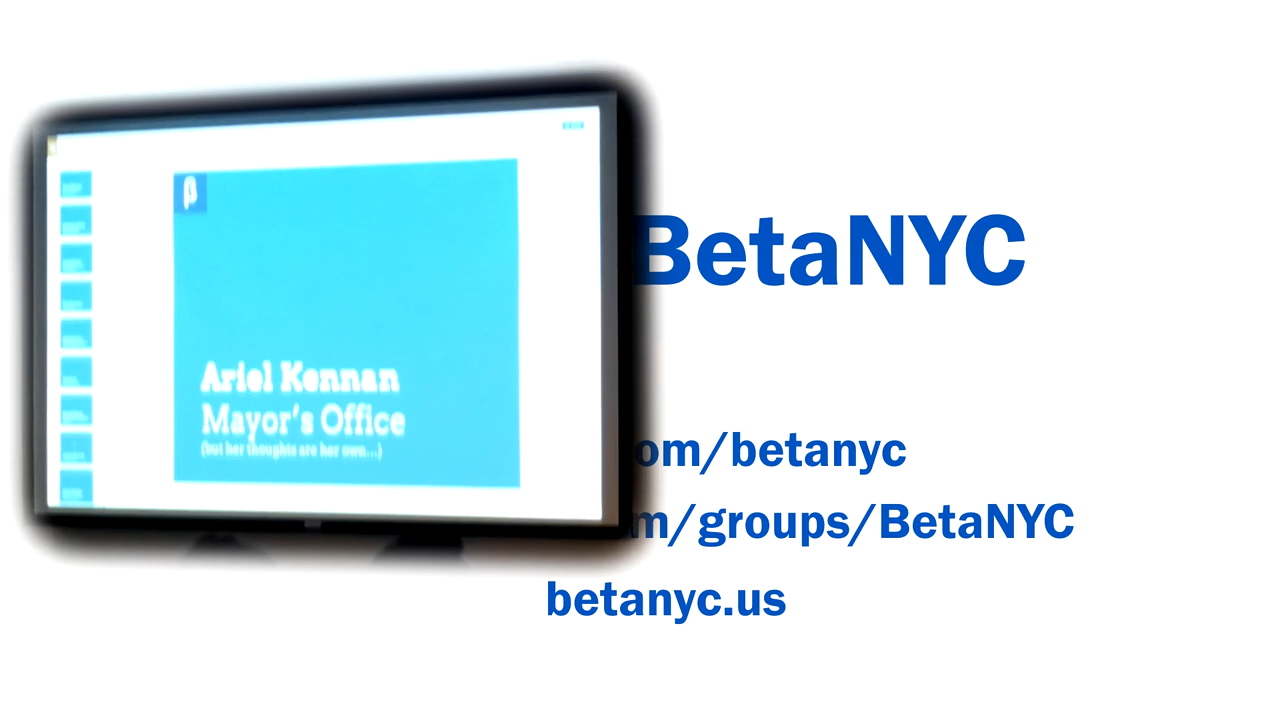 β
Ariel Kennan
Mayor's Office
(but her thoughts are her own...)
BetaNYC
om/betanyc
m/groups/BetaNYC
betanyc.us